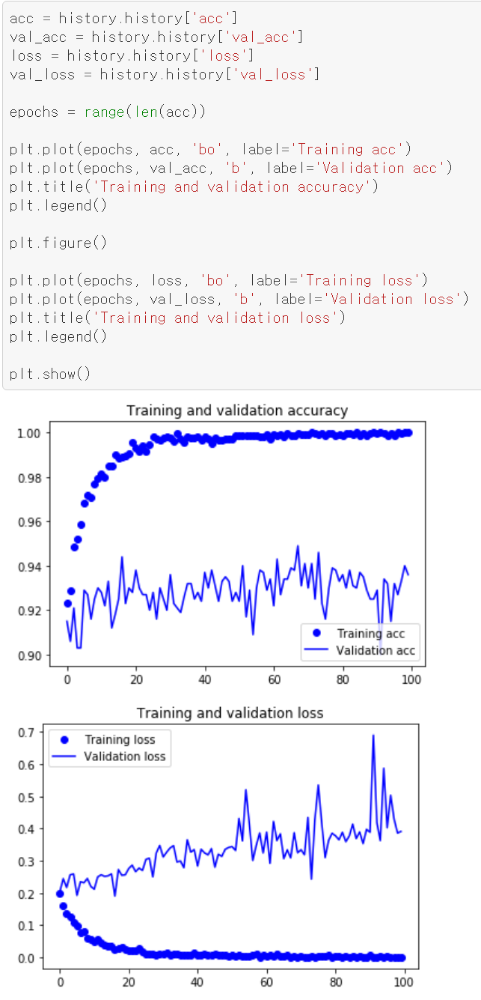 acc = history.history['acc']
val_acc = history.history['val_acc']
loss = history.history['loss']
val_loss = history.history['val_loss']
epochs = range(len(acc))
plt.plot(epochs, acc, 'bo', label='Training acc')
plt.plot(epochs, val_acc, 'b', label='Validation acc')
plt.title('Training and validation accuracy')
plt.legend()
plt.figure()
plt.plot(epochs, loss, 'bo', label='Training loss')
plt.plot(epochs, val_loss, 'b', label='Validation loss')
plt.title('Training and validation loss')
plt.legend()
plt.show()
Training and validation accuracy
1.00
0.98
0.96
0.94
0.92
0.90
Training acc
Validation acc
0 20 40 60 80 100
Training and validation loss
0.7
0.6
0.5
0.4
0.3
0.2
0.1
0.0
Training loss
Validation loss
0 20 40 60 80 100